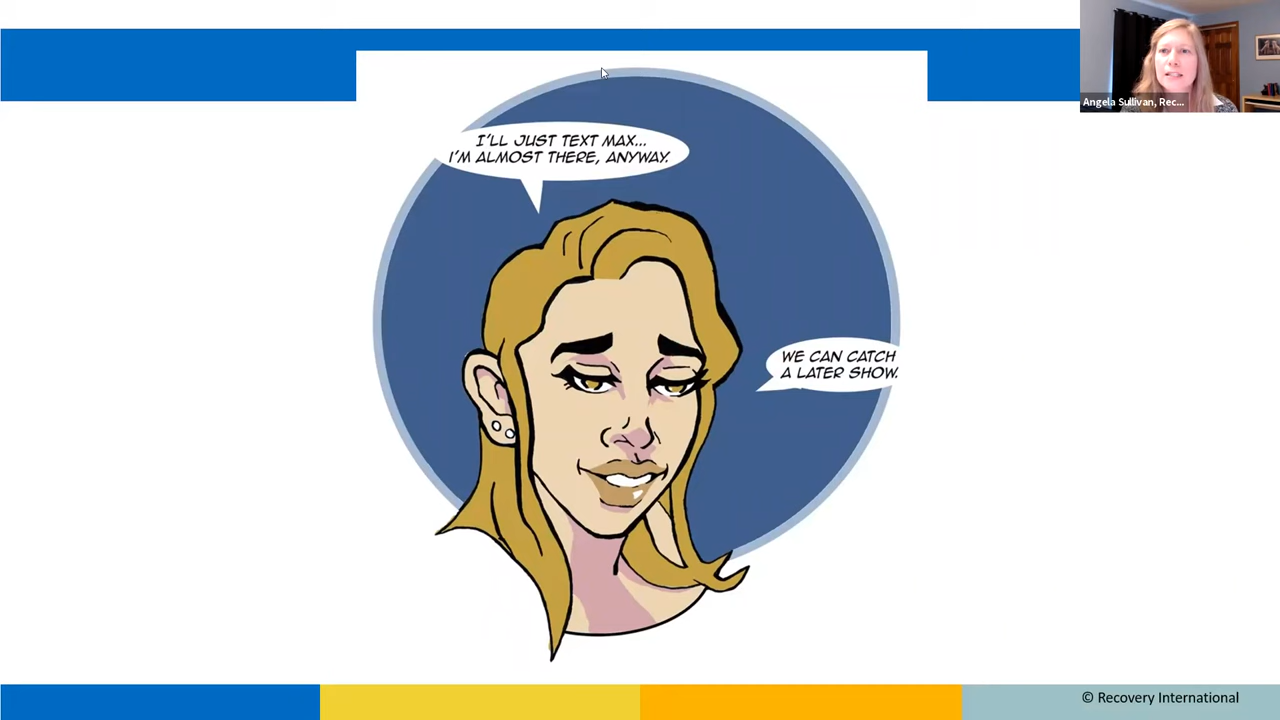 Angela Sullivan, Rec...
I'LL JUST TEXT MAX...
I'M ALMOST THERE, ANYWAY.
WE CAN CATCH
A LATER SHOW.
© Recovery International